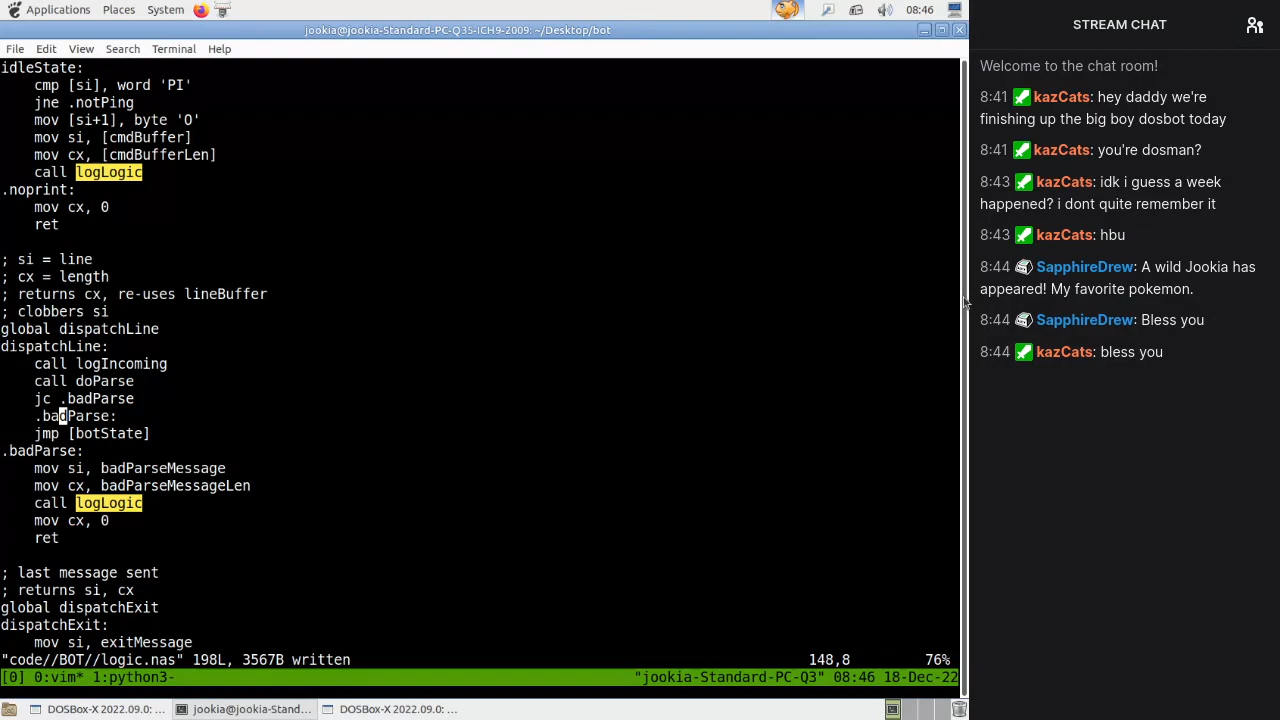 Applications Places System 08:46
jookia@jookia-Standard-PC-Q35-ICH9-2009: ~/Desktop/bot
File Edit View Search Terminal Help
idleState:
    cmp [si], word 'PI'
    jne .notPing
    mov [si+1], byte 'O'
    mov si, [cmdBuffer]
    mov cx, [cmdBufferLen]
    call logLogic
.noprint:
    mov cx, 0
    ret
; si = line
; cx = length
; returns cx, re-uses lineBuffer
; clobbers si
global dispatchLine
dispatchLine:
    call logIncoming
    call doParse
    jc .badParse
    .badParse:
    jmp [botState]
.badParse:
    mov si, badParseMessage
    mov cx, badParseMessageLen
    call logLogic
    mov cx, 0
    ret
; last message sent
; returns si, cx
global dispatchExit
dispatchExit:
    mov si, exitMessage
"code//BOT//logic.nas" 198L, 3567B written 148,8 76%
[0] 0:vim* 1:python3- "jookia-Standard-PC-Q3" 08:46 18-Dec-22
DOSBox-X 2022.09.0: ... jookia@jookia-Stand... DOSBox-X 2022.09.0: ...
STREAM CHAT
Welcome to the chat room!
8:41 kazCats: hey daddy we're
finishing up the big boy dosbot today
8:41 kazCats: you're dosman?
8:43 kazCats: idk i guess a week
happened? i dont quite remember it
8:43 kazCats: hbu
8:44 SapphireDrew: A wild Jookia has
appeared! My favorite pokemon.
8:44 SapphireDrew: Bless you
8:44 kazCats: bless you